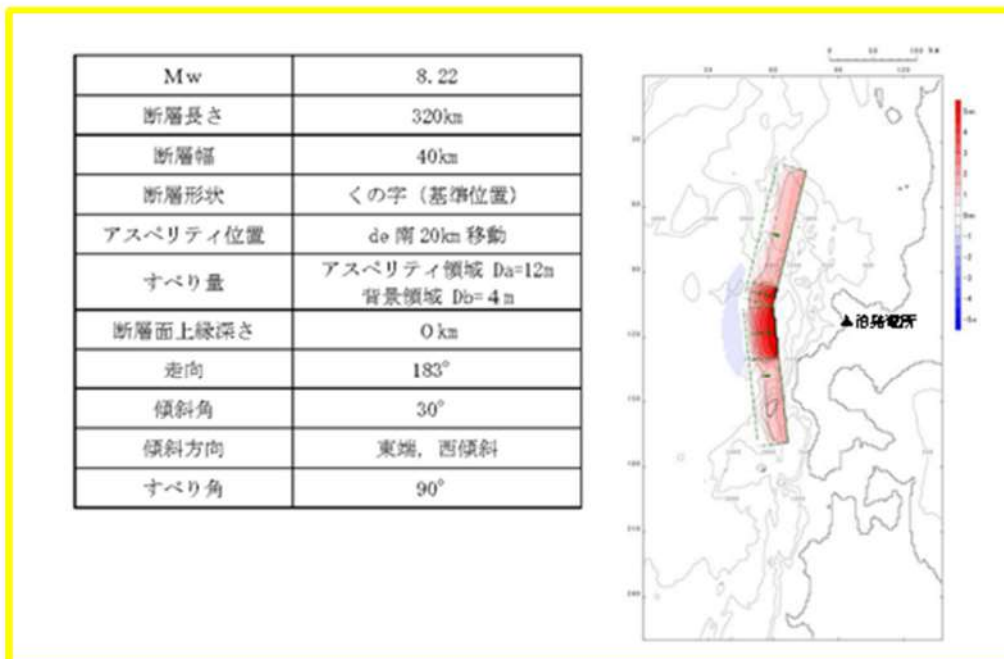 Mw 8.22
断層長さ 320km
断層幅 40km
断層形状 くの字（基準位置）
アスペリティ位置 de 南 20km 移動
すべり量 アスペリティ領域 Da=12m
背景領域 Db=4m
断層面上縁深さ 0km
走向 183°
傾斜角 30°
傾斜方向 東端，西傾斜
すべり角 90°
▲泊発電所